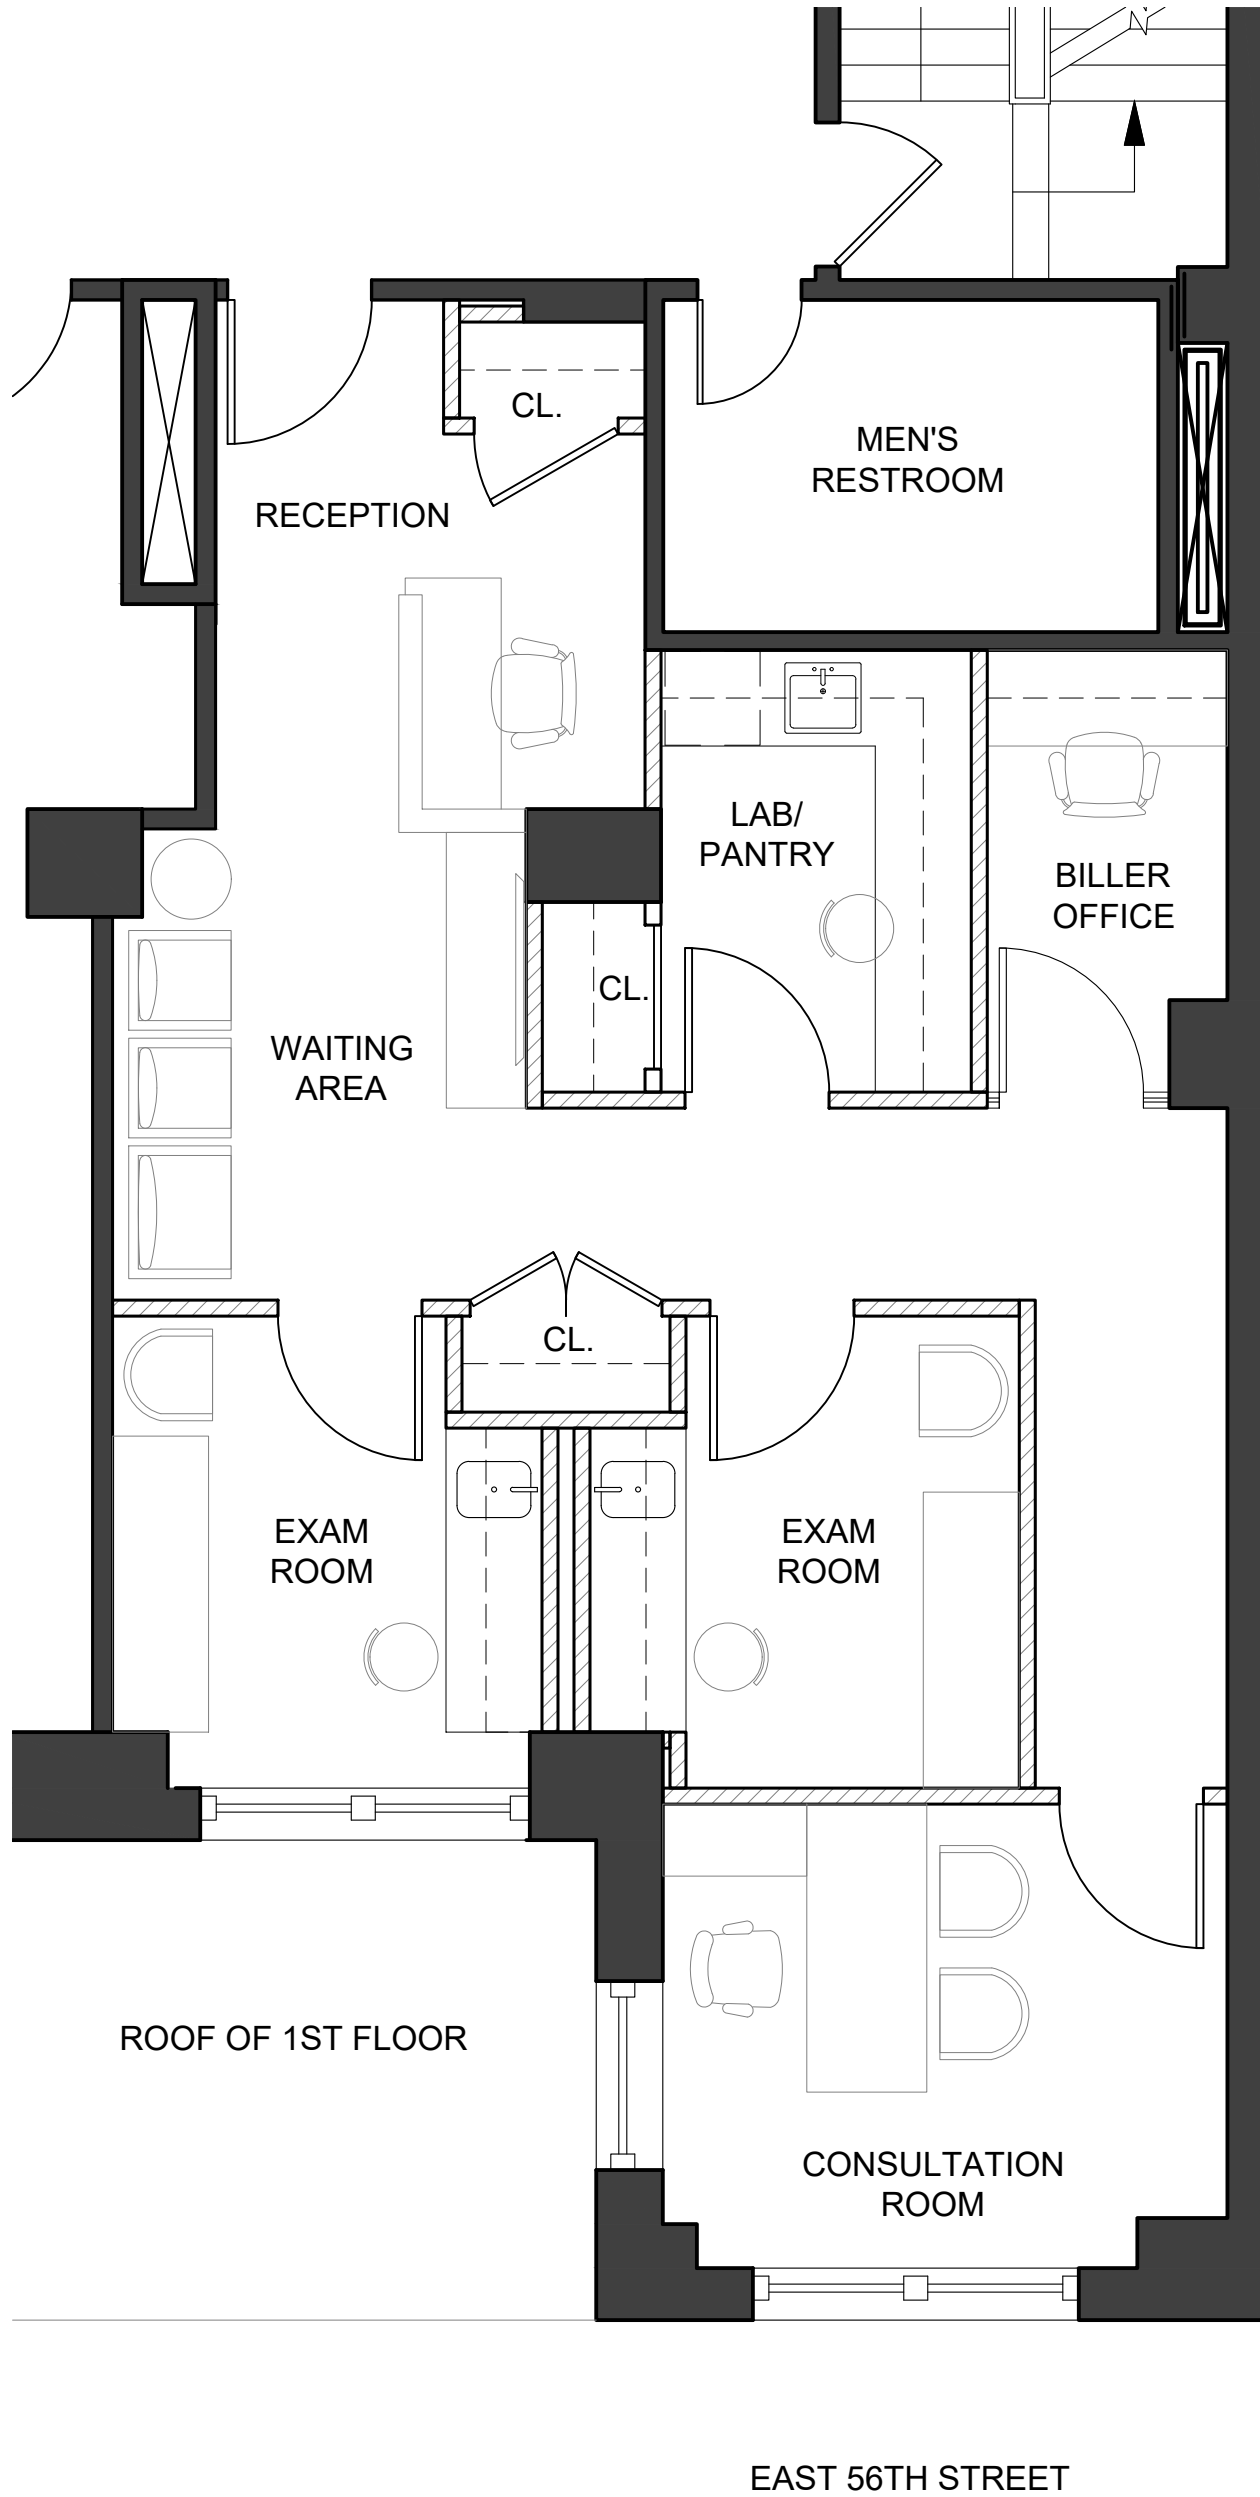 CL.
MEN'S
RESTROOM
RECEPTION
LAB/
PANTRY
BILLER
OFFICE
CL.
WAITING
AREA
CL.
EXAM
ROOM
EXAM
ROOM
ROOF OF 1ST FLOOR
CONSULTATION
ROOM
EAST 56TH STREET